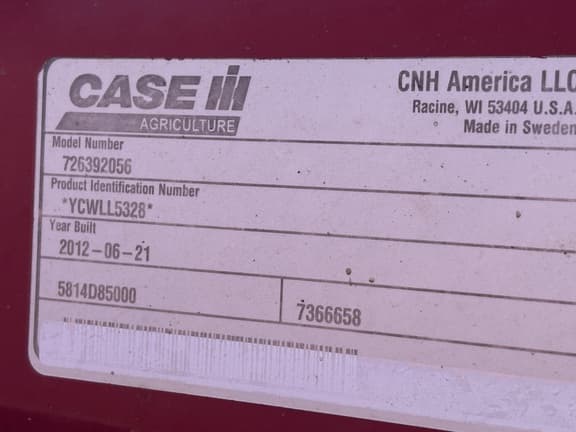 CASE IH
AGRICULTURE
CNH America LLC
Racine, WI 53404 U.S.A.
Made in Sweden
Model Number
726392056
Product Identification Number
*YCWLL5328*
Year Built
2012-06-21
5814D85000
7366658